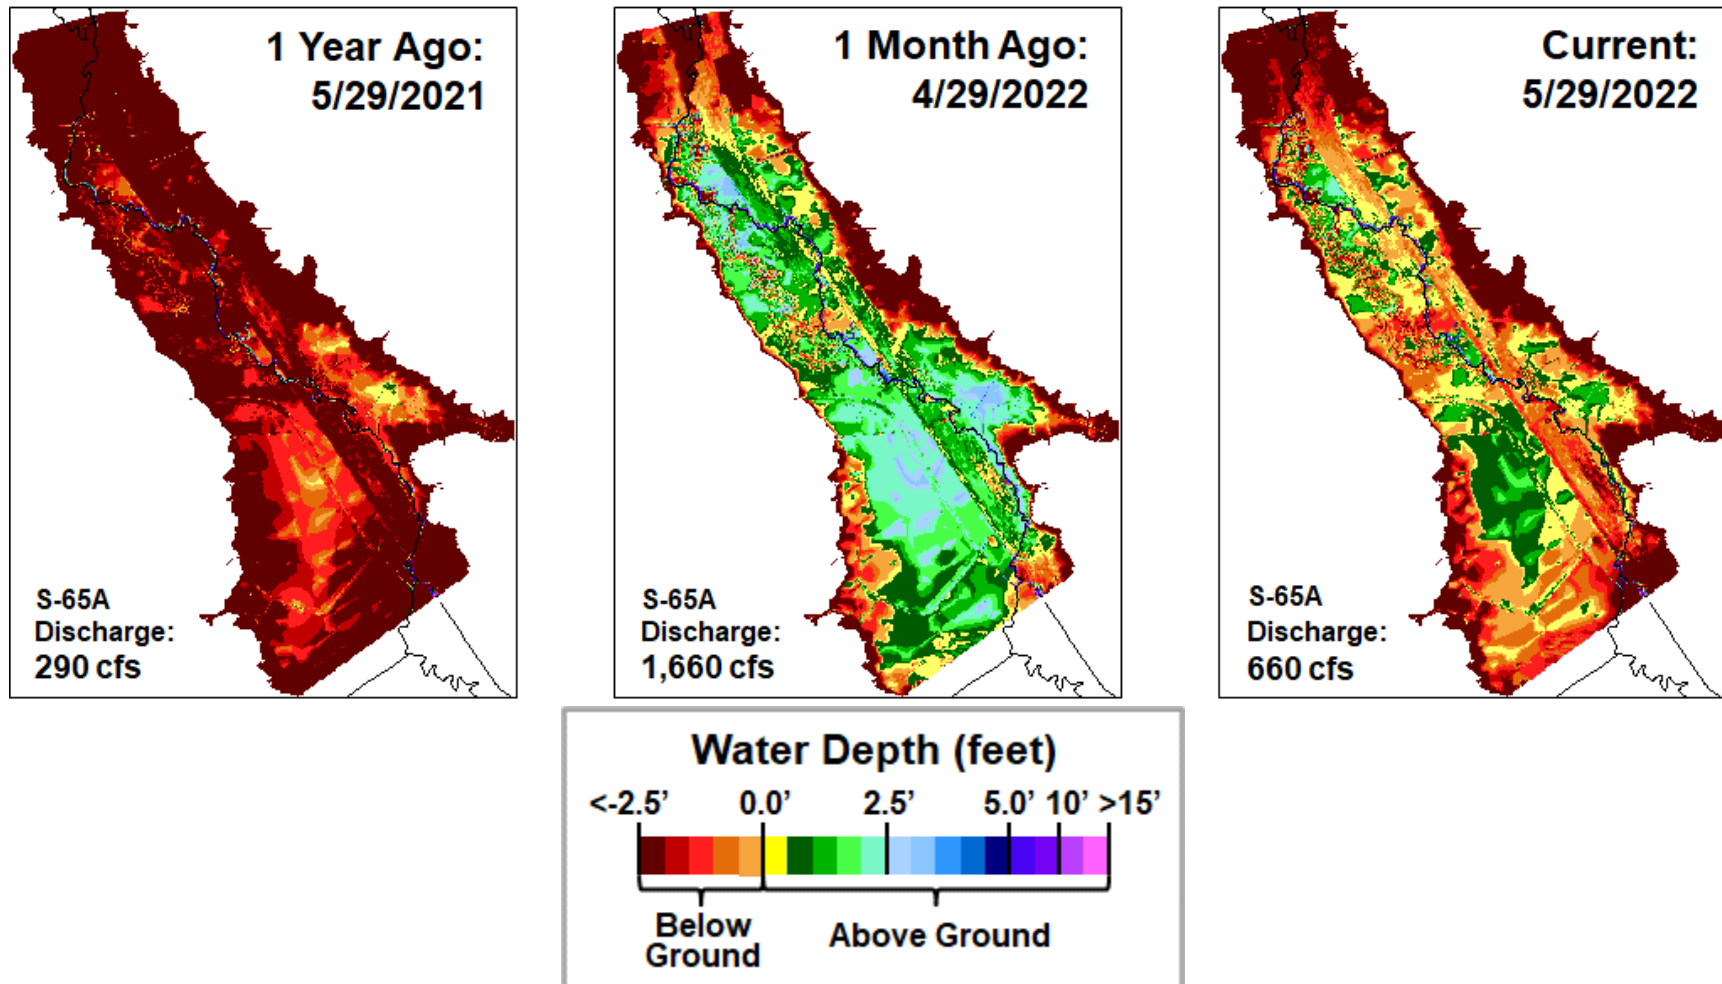 1 Year Ago:
5/29/2021
S-65A
Discharge:
290 cfs
1 Month Ago:
4/29/2022
S-65A
Discharge:
1,660 cfs
Current:
5/29/2022
S-65A
Discharge:
660 cfs
Water Depth (feet)
<-2.5’ 0.0’ 2.5’ 5.0’ 10’ >15’
Below
Ground
Above Ground